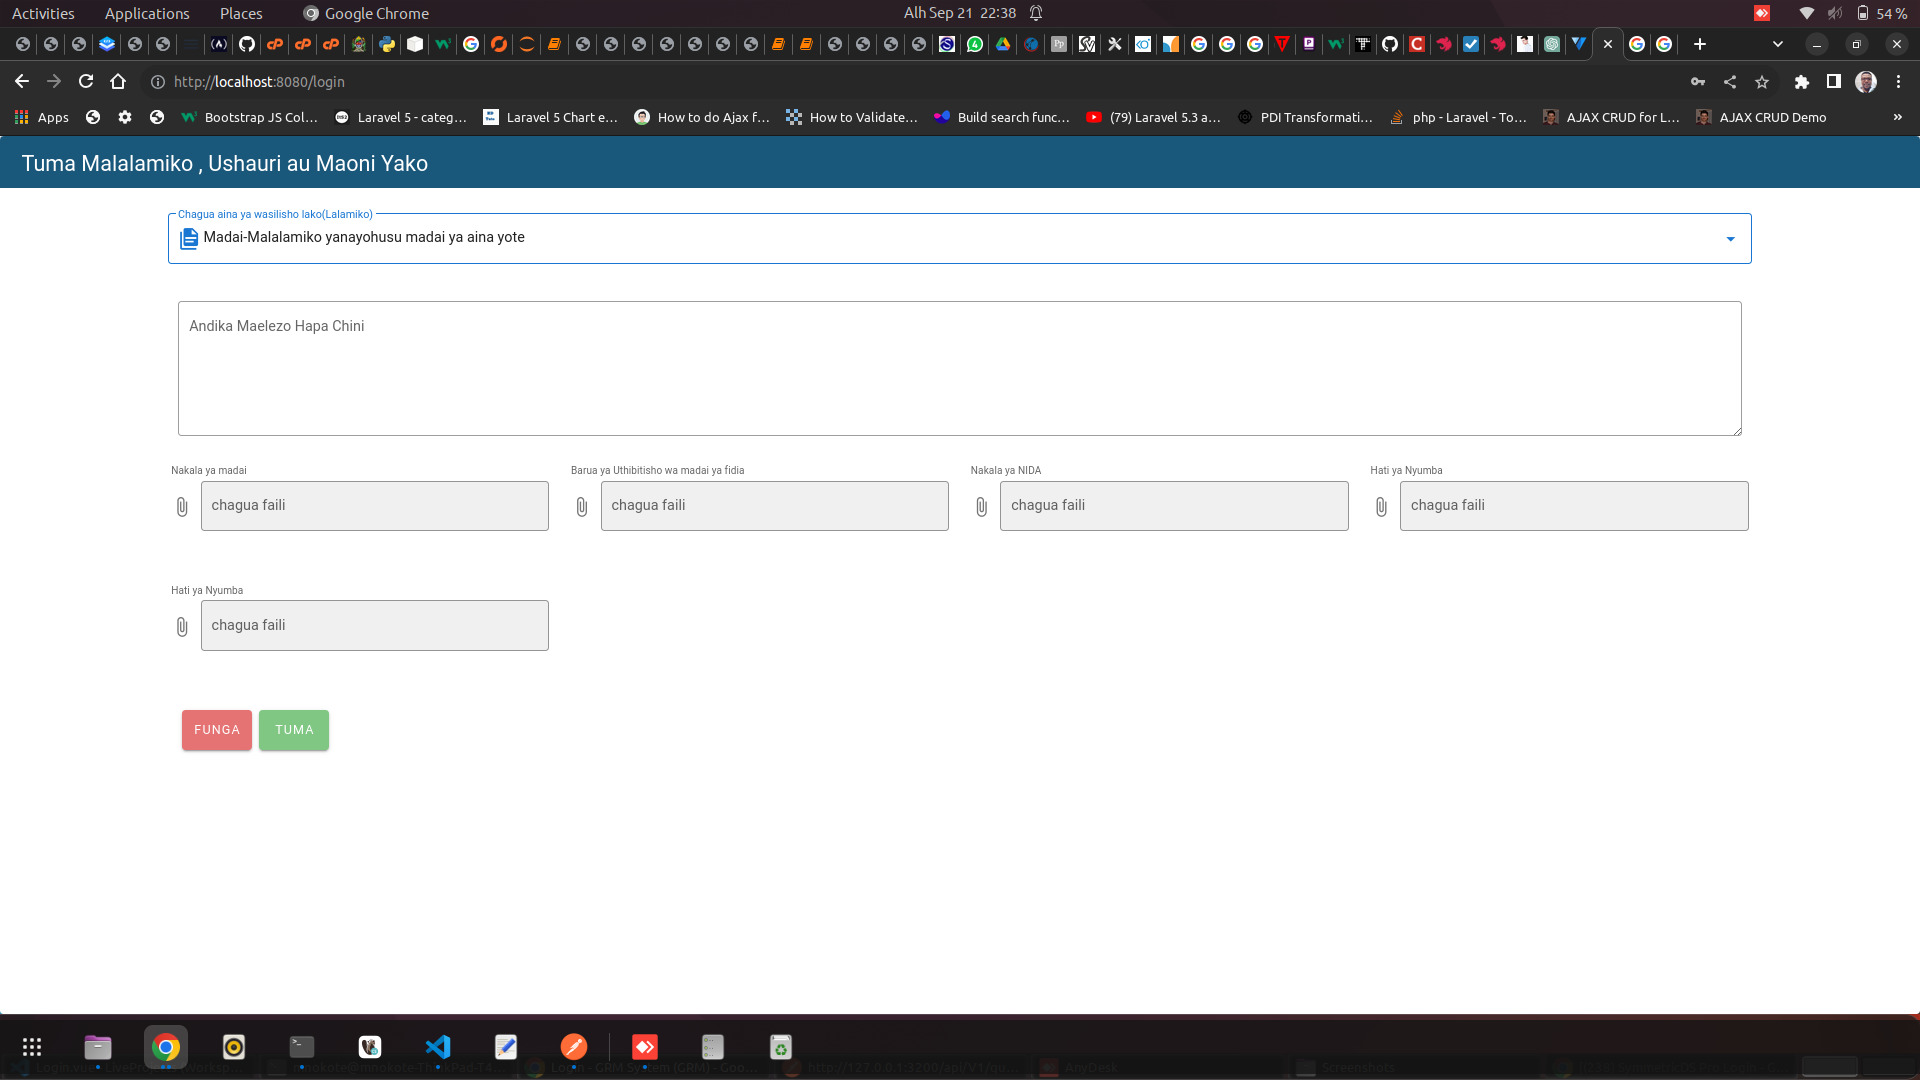 Activities Applications Places Google Chrome Alh Sep 21 22:38 54 %
http://localhost:8080/login
Apps Bootstrap JS Col... Laravel 5 - categ... Laravel 5 Chart e... How to do Ajax f... How to Validate... Build search func... (79) Laravel 5.3 a... PDI Transformati... php - Laravel - To... AJAX CRUD for L... AJAX CRUD Demo »
Tuma Malalamiko , Ushauri au Maoni Yako
Chagua aina ya wasilisho lako(Lalamiko)
Madai-Malalamiko yanayohusu madai ya aina yote
Andika Maelezo Hapa Chini
Nakala ya madai Barua ya Uthibitisho wa madai ya fidia Nakala ya NIDA Hati ya Nyumba
chagua faili chagua faili chagua faili chagua faili
Hati ya Nyumba
chagua faili
FUNGA TUMA
AnyDesk Screenshots